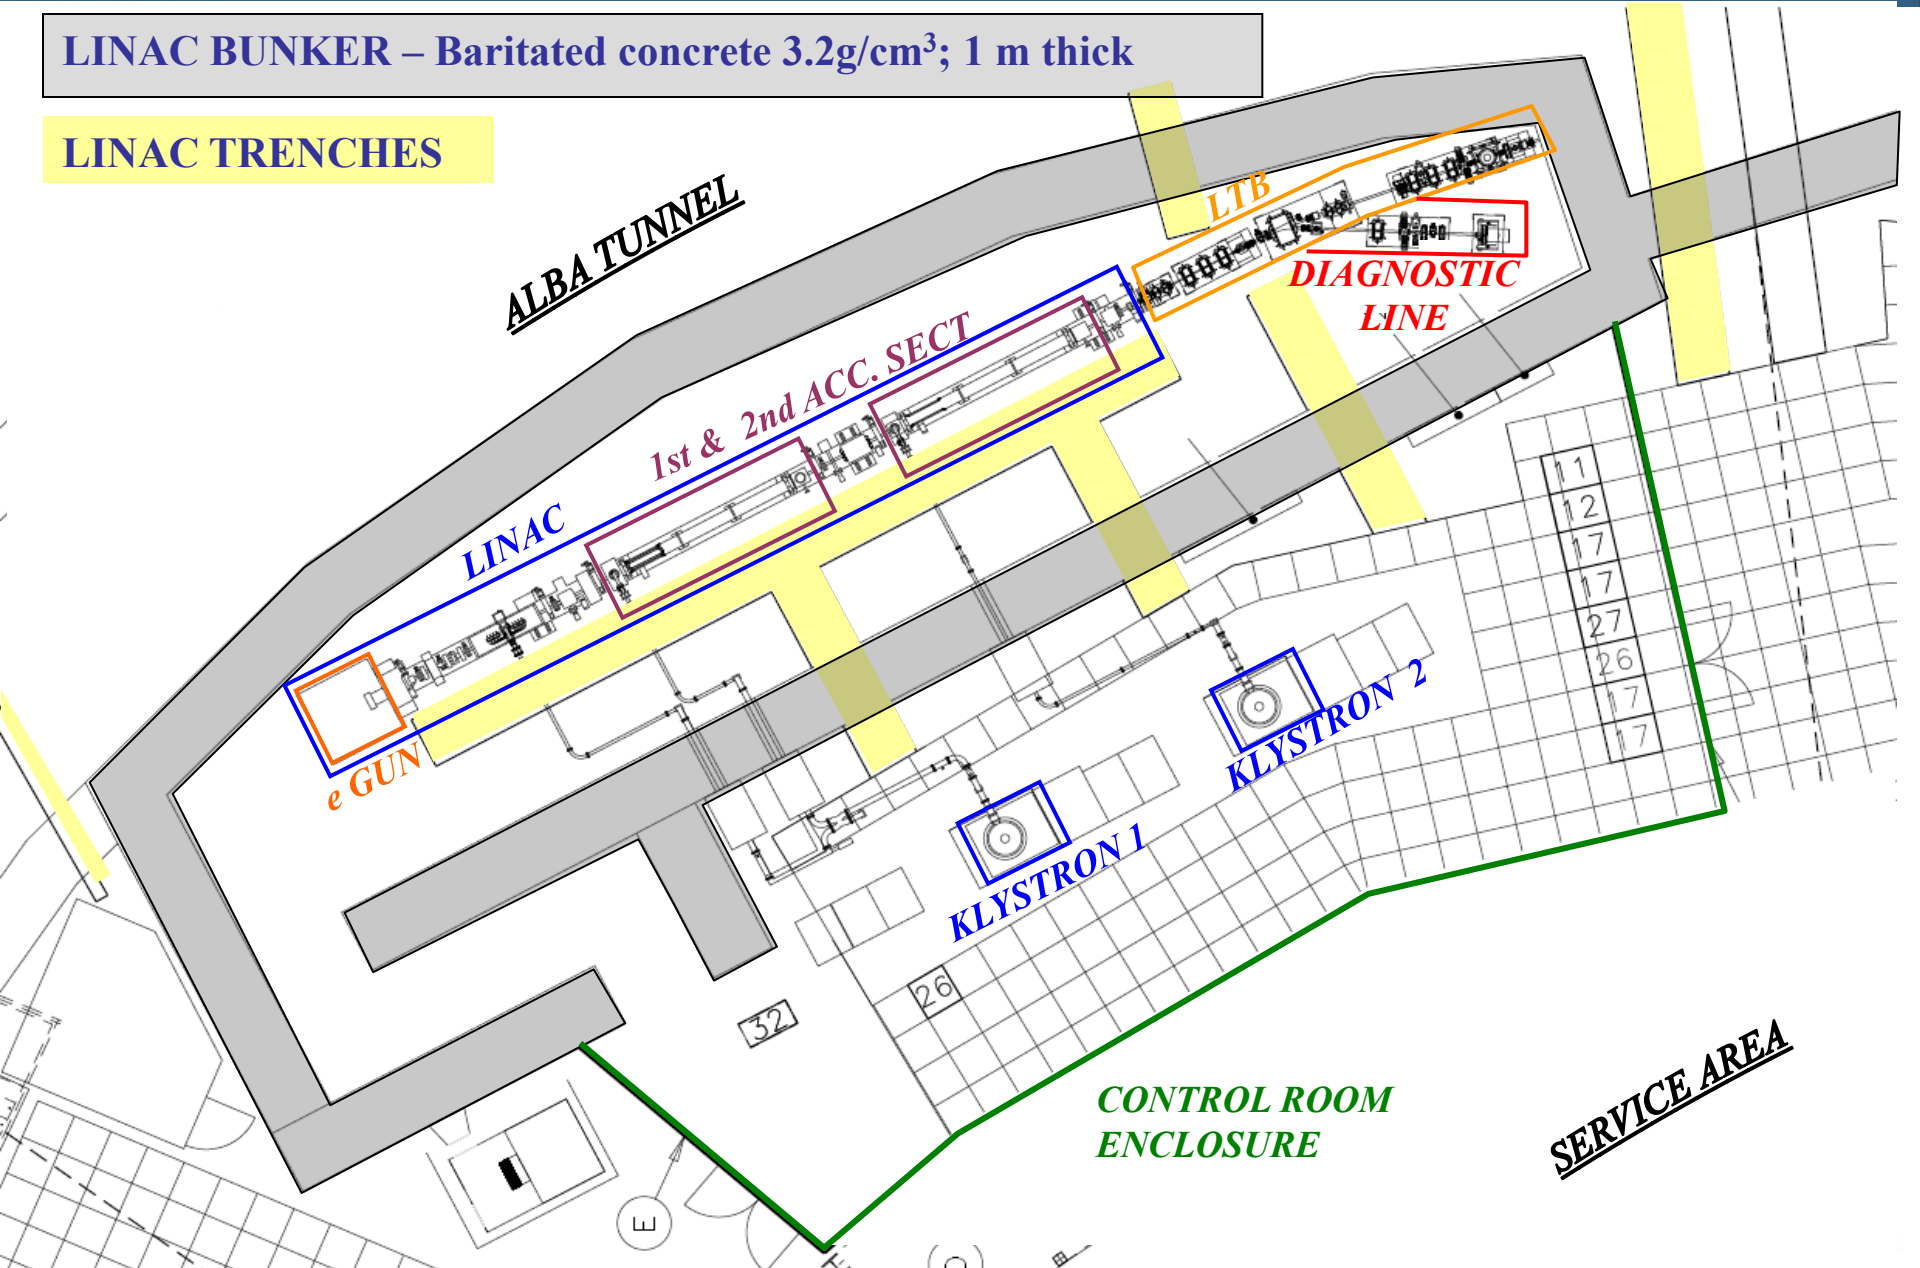 LINAC BUNKER – Baritated concrete 3.2g/cm³; 1 m thick
LINAC TRENCHES
ALBA TUNNEL
LTB
DIAGNOSTIC
LINE
1st & 2nd ACC. SECT
LINAC
e GUN
11
12
17
17
27
26
17
17
KLYSTRON 2
KLYSTRON 1
26
32
CONTROL ROOM
ENCLOSURE
SERVICE AREA
E